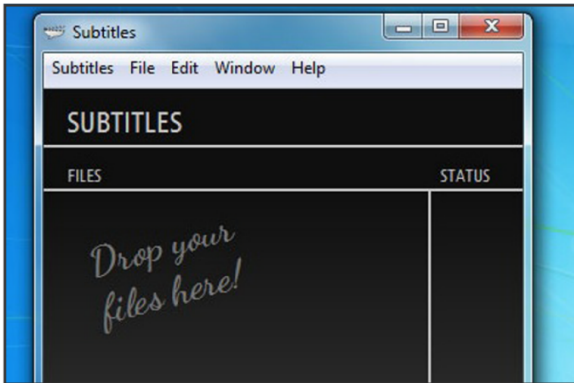 Subtitles
Subtitles File Edit Window Help
SUBTITLES
FILES STATUS
Drop your
files here!